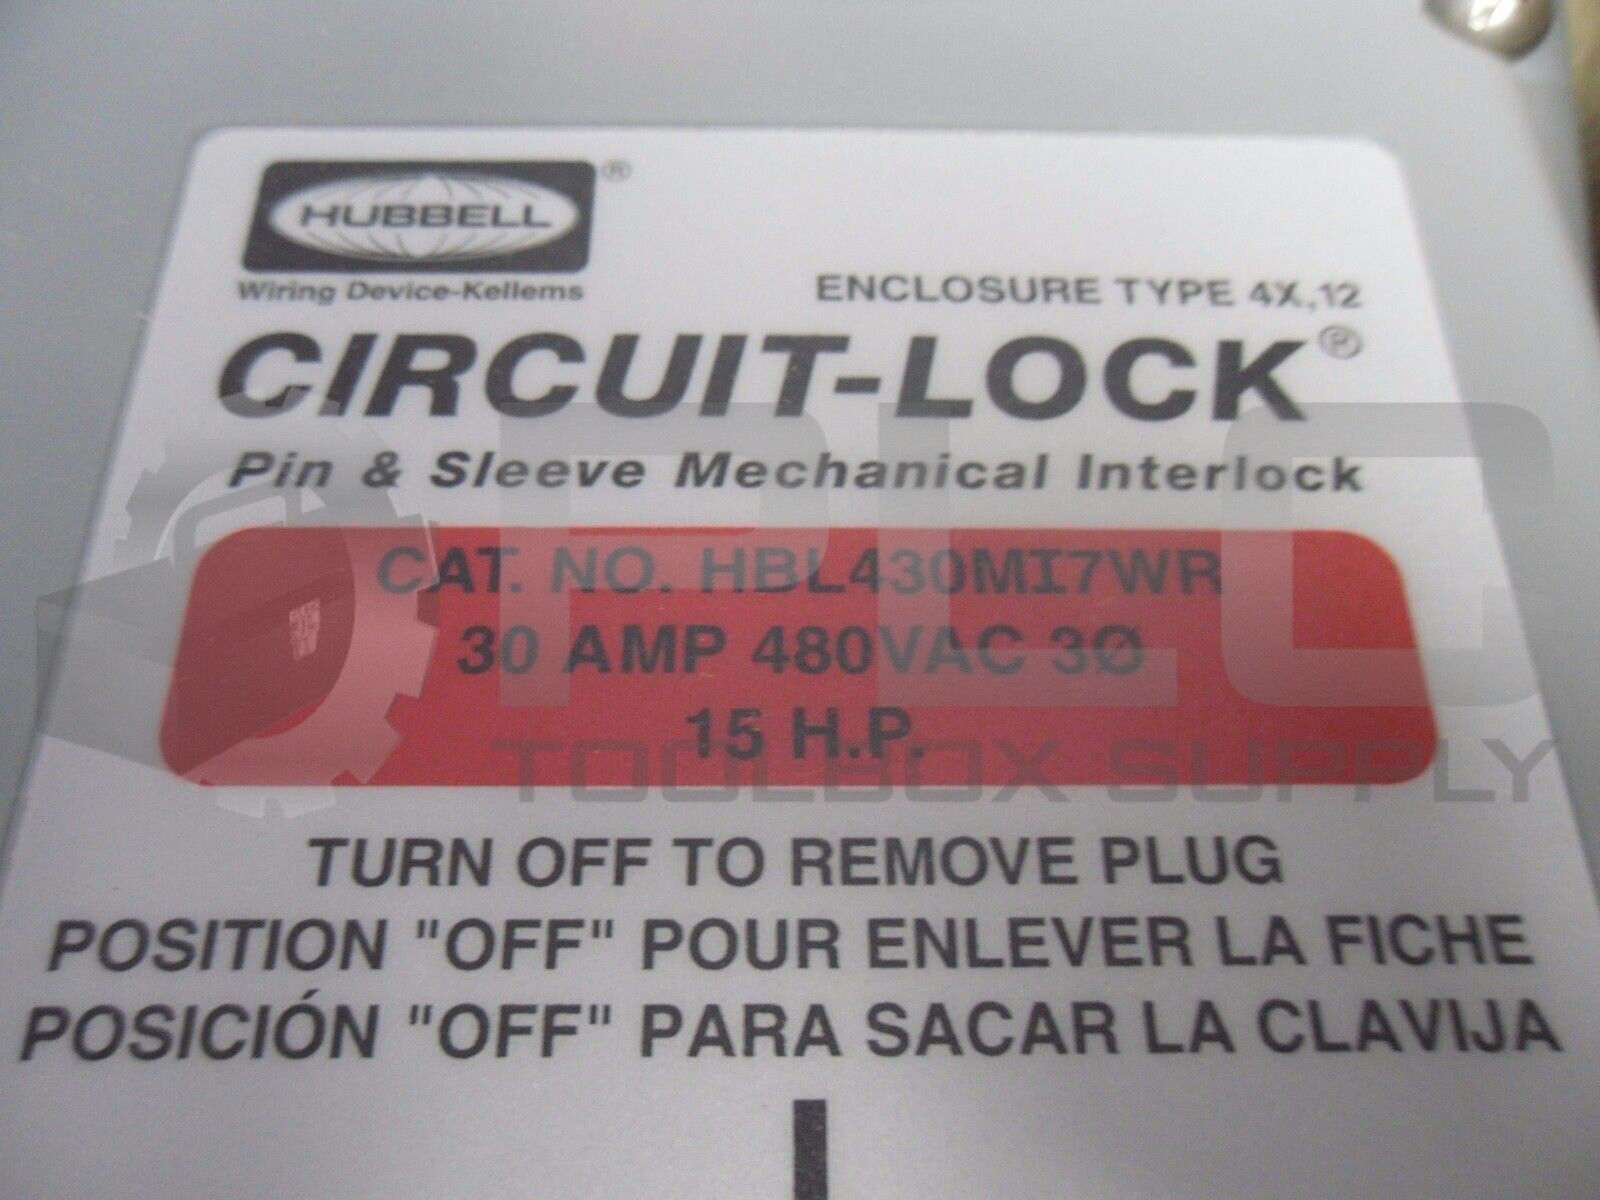 HUBBELL®
Wiring Device-Kellems
ENCLOSURE TYPE 4X,12
CIRCUIT-LOCK®
Pin & Sleeve Mechanical Interlock
CAT. NO. HBL430MI7WR
30 AMP 480VAC 3Ø
15 H.P.
PLC
TOOLBOX SUPPLY
TURN OFF TO REMOVE PLUG
POSITION "OFF" POUR ENLEVER LA FICHE
POSICIÓN "OFF" PARA SACAR LA CLAVIJA